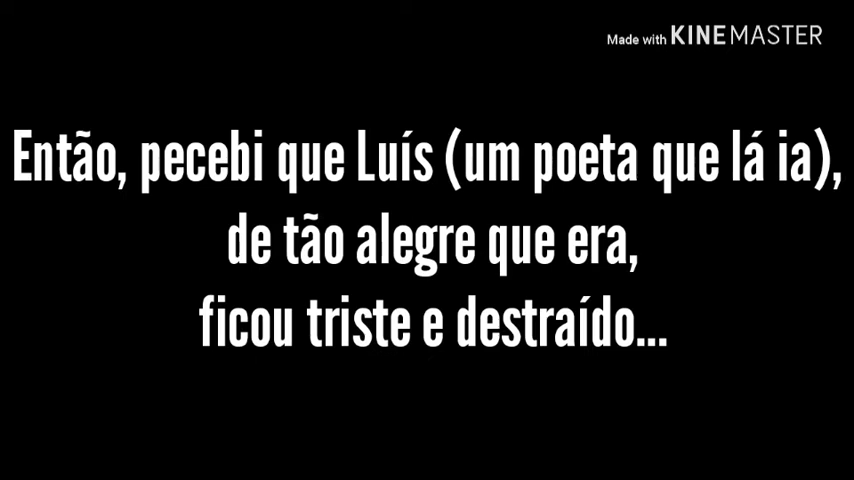 Made with KINEMASTER
Então, pecebi que Luís (um poeta que lá ia),
de tão alegre que era,
ficou triste e destraído...